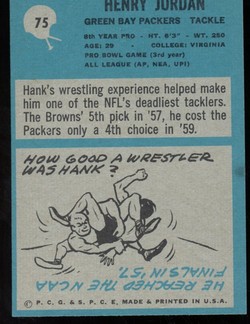 75
HENRY JORDAN
GREEN BAY PACKERS TACKLE
8th YEAR PRO - HT. 6'3" - WT. 250
AGE: 29 - COLLEGE: VIRGINIA
PRO BOWL GAME (3rd year)
ALL LEAGUE (AP, NEA, UPI)
Hank's wrestling experience helped make
him one of the NFL's deadliest tacklers.
The Browns' 5th pick in '57, he cost the
Packers only a 4th choice in '59.
HOW GOOD A WRESTLER
WAS HANK?
HE REACHED THE NCAA
FINALS IN '57.
© P. C. G. & S. P. C. E, MADE & PRINTED IN U.S.A.